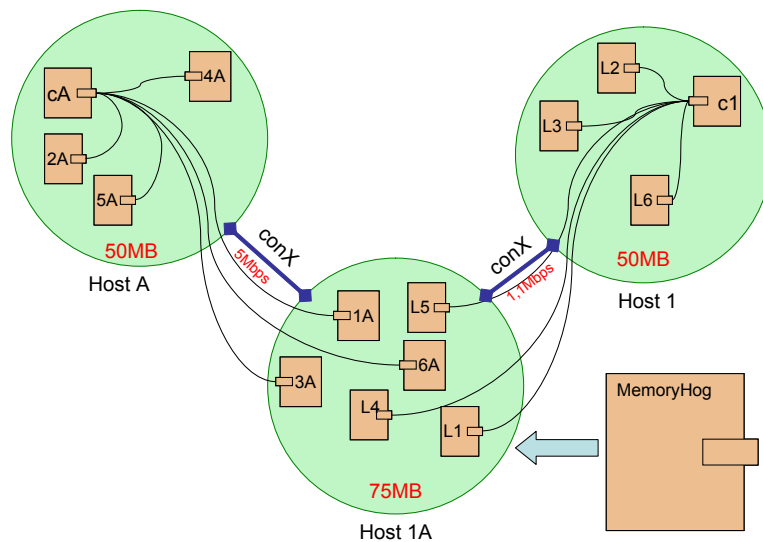 cA
4A
2A
5A
50MB
Host A
conX
5Mbps
L2
c1
L3
L6
50MB
Host 1
conX
1,1Mbps
1A
L5
6A
3A
L4
L1
75MB
Host 1A
MemoryHog